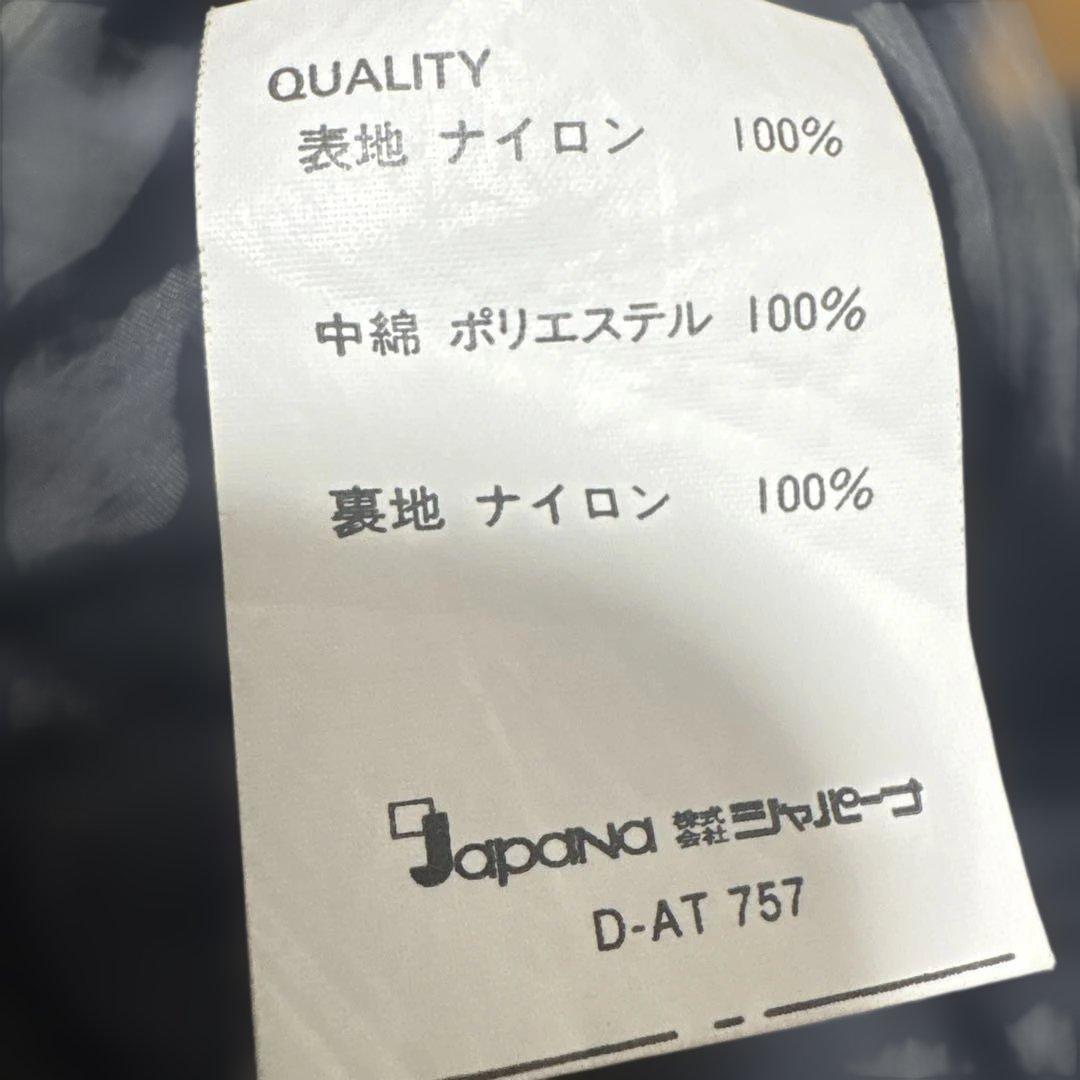 QUALITY
表地 ナイロン 100%
中綿 ポリエステル 100%
裏地 ナイロン 100%
Japana 株式会社 ジャパーナ
D-AT 757